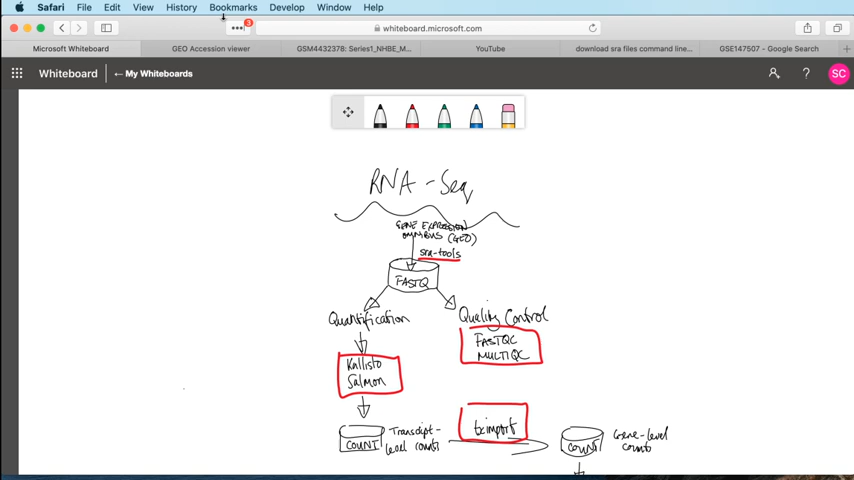 Safari File Edit View History Bookmarks Develop Window Help
3
whiteboard.microsoft.com
Microsoft Whiteboard GEO Accession viewer GSM4432378: Series1_NHBE_M... YouTube download sra files command line... GSE147507 - Google Search
Whiteboard ← My Whiteboards ? SC
RNA-Seq
GENE EXPRESSION
OMNIBUS (GEO)
sra-tools
FASTQ
Quantification Quality Control
FASTQC
MULTIQC
Kallisto
Salmon
tximport
Transcript-
level counts
COUNT
Gene-level
counts
COUNT